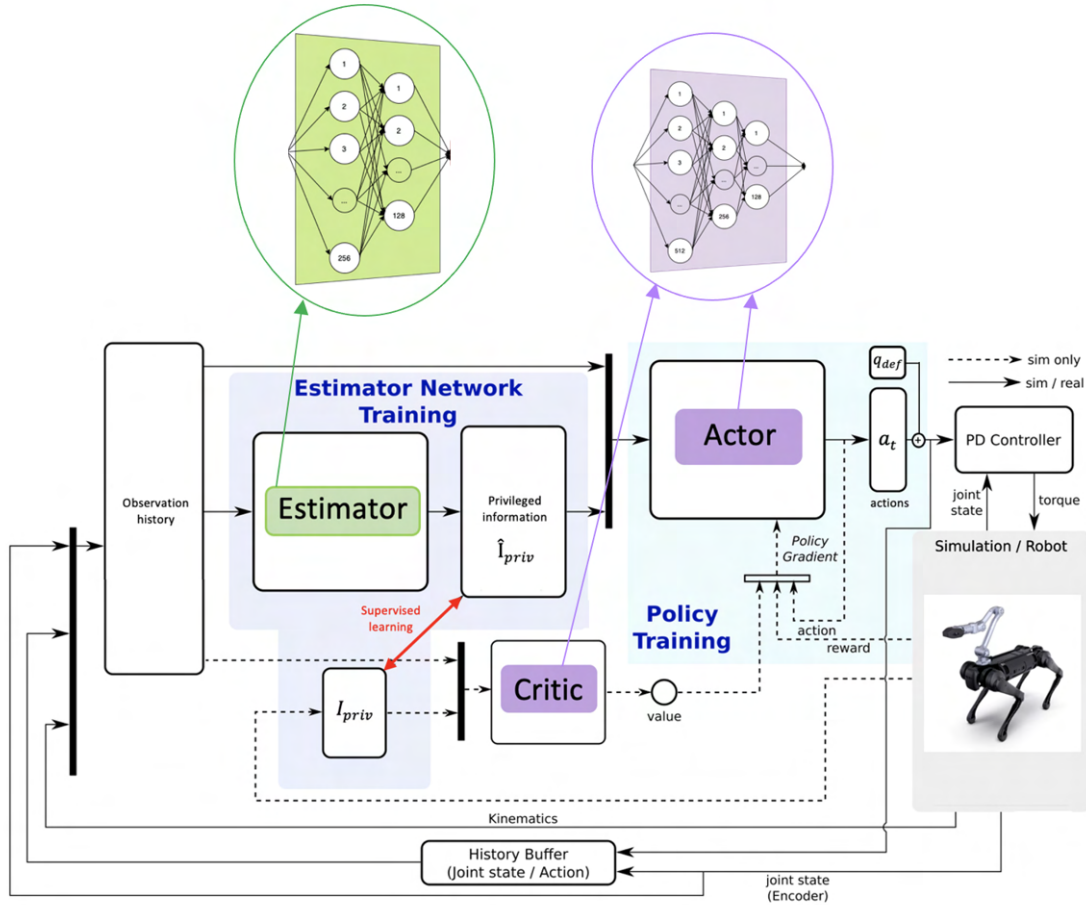 1
2
3
...
256
1
2
...
128
1
2
3
...
512
1
2
...
256
1
...
128
Estimator Network
Training
Observation
history
Estimator
Privileged
information
Î_priv
Supervised
learning
I_priv
Critic
value
Actor
Policy
Gradient
action
reward
Policy
Training
q_def
a_t
actions
+
sim only
sim / real
PD Controller
joint
state
torque
Simulation / Robot
Kinematics
History Buffer
(Joint state / Action)
joint state
(Encoder)